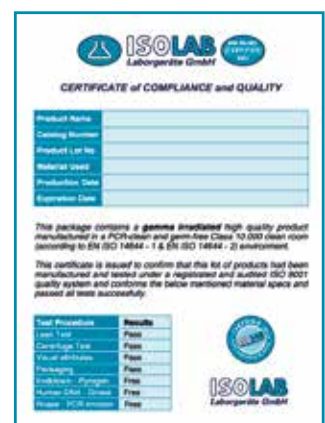 ISOLAB
Laborgeräte GmbH
CERTIFICATE of COMPLIANCE and QUALITY
Product Name
Catalog Number
Product Lot No
Material Used
Production Date
Expiration Date
This package contains a gamma irradiated high quality product
manufactured in a PCR-clean and germ-free Class 10.000 clean room
(according to EN ISO 14644 - 1 & EN ISO 14644 - 2) environment.
This certificate is issued to confirm that this lot of products had been
manufactured and tested under a registered and audited ISO 9001
quality system and conforms the below mentioned material specs and
passed all tests successfully.
Test Procedure Results
Leak Test Pass
Centrifuge Test Pass
Visual attributes Pass
Packaging Pass
Endotoxin Pyrogen Free
Human DNA Free
PCR Free
ISOLAB
Laborgeräte GmbH